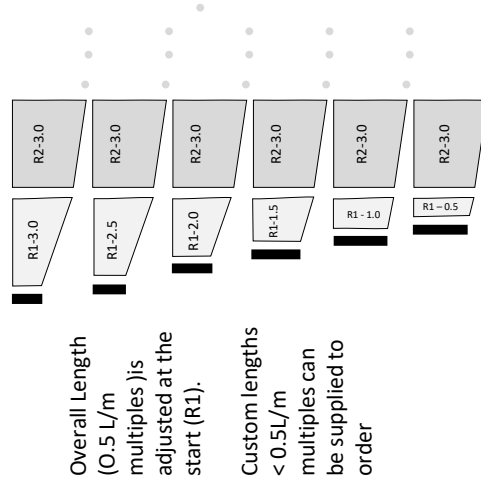 R2-3.0
R2-3.0
R2-3.0
R2-3.0
R2-3.0
R2-3.0
R1-3.0
R1-2.5
R1-2.0
R1-1.5
R1 - 1.0
R1 – 0.5
Overall Length
(O.5 L/m
multiples )is
adjusted at the
start (R1).
Custom lengths
< 0.5L/m
multiples can
be supplied to
order